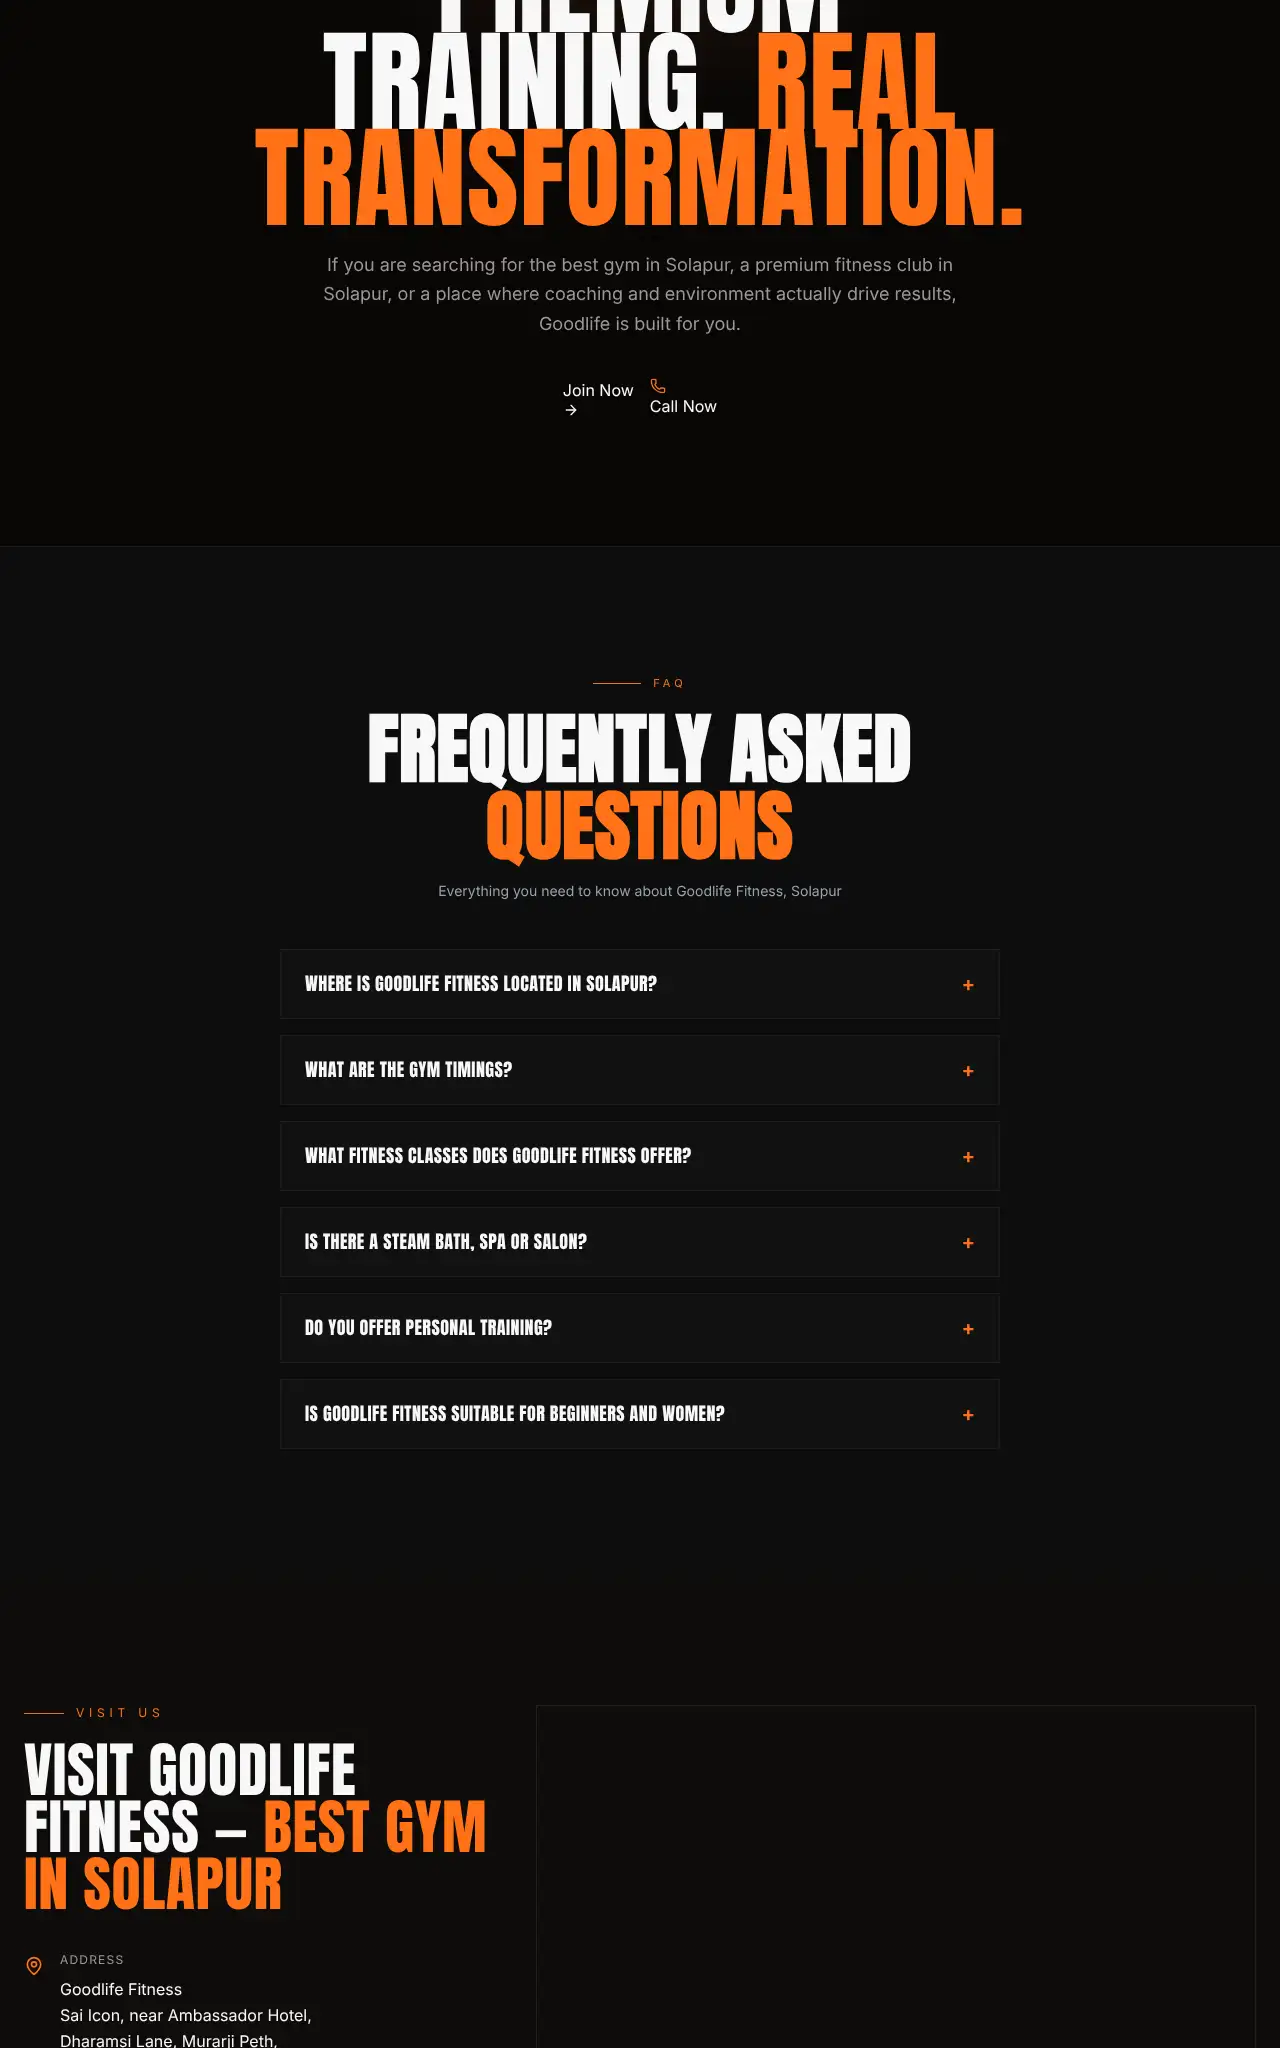 PREMIUM
TRAINING. REAL
TRANSFORMATION.
If you are searching for the best gym in Solapur, a premium fitness club in
Solapur, or a place where coaching and environment actually drive results,
Goodlife is built for you.
Join Now →
Call Now
FAQ
FREQUENTLY ASKED
QUESTIONS
Everything you need to know about Goodlife Fitness, Solapur
WHERE IS GOODLIFE FITNESS LOCATED IN SOLAPUR? +
WHAT ARE THE GYM TIMINGS? +
WHAT FITNESS CLASSES DOES GOODLIFE FITNESS OFFER? +
IS THERE A STEAM BATH, SPA OR SALON? +
DO YOU OFFER PERSONAL TRAINING? +
IS GOODLIFE FITNESS SUITABLE FOR BEGINNERS AND WOMEN? +
VISIT US
VISIT GOODLIFE
FITNESS — BEST GYM
IN SOLAPUR
ADDRESS
Goodlife Fitness
Sai Icon, near Ambassador Hotel,
Dharamsi Lane, Murarji Peth,